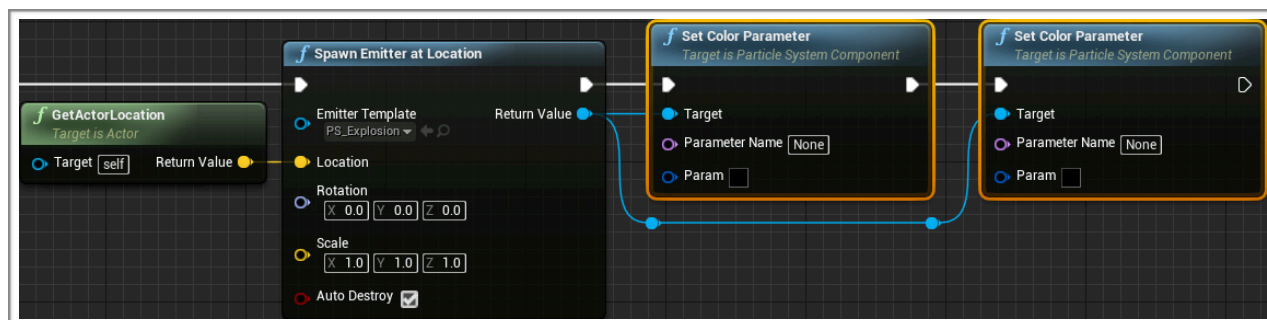 f Spawn Emitter at Location
Emitter Template
PS_Explosion
Return Value
Location
Rotation
X 0.0 Y 0.0 Z 0.0
Scale
X 1.0 Y 1.0 Z 1.0
Auto Destroy
f GetActorLocation
Target is Actor
Target self Return Value
f Set Color Parameter
Target is Particle System Component
Target
Parameter Name None
Param
f Set Color Parameter
Target is Particle System Component
Target
Parameter Name None
Param